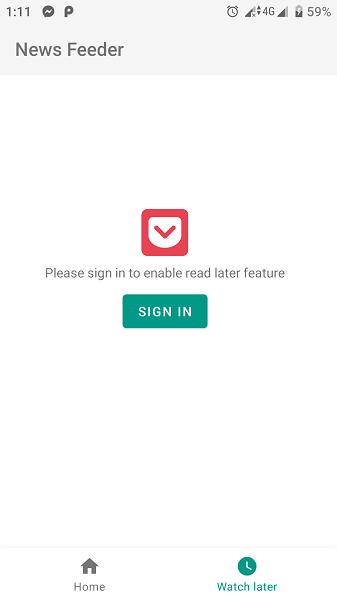 1:11
4G
59%
News Feeder
Please sign in to enable read later feature
SIGN IN
Home
Watch later